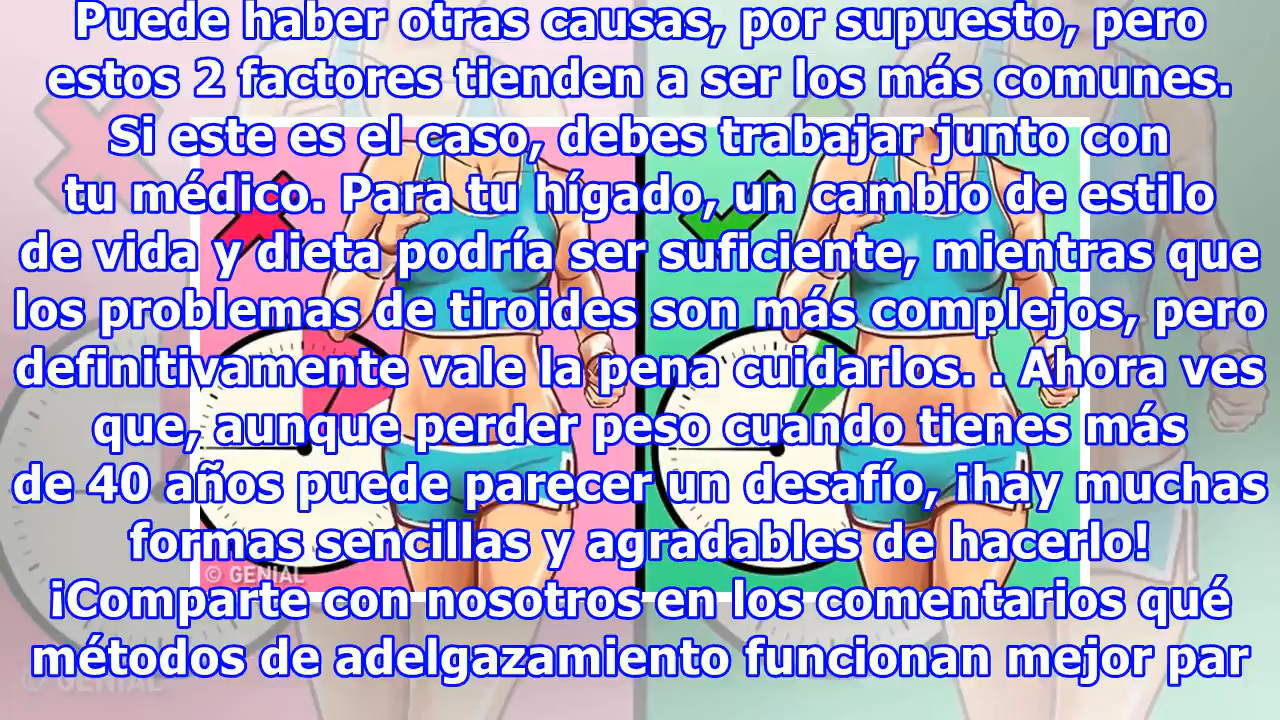 Puede haber otras causas, por supuesto, pero
estos 2 factores tienden a ser los más comunes.
Si este es el caso, debes trabajar junto con
tu médico. Para tu hígado, un cambio de estilo
de vida y dieta podría ser suficiente, mientras que
los problemas de tiroides son más complejos, pero
definitivamente vale la pena cuidarlos. . Ahora ves
que, aunque perder peso cuando tienes más
de 40 años puede parecer un desafío, ¡hay muchas
formas sencillas y agradables de hacerlo!
© GENIAL
¡Comparte con nosotros en los comentarios qué
métodos de adelgazamiento funcionan mejor par
© GENIAL